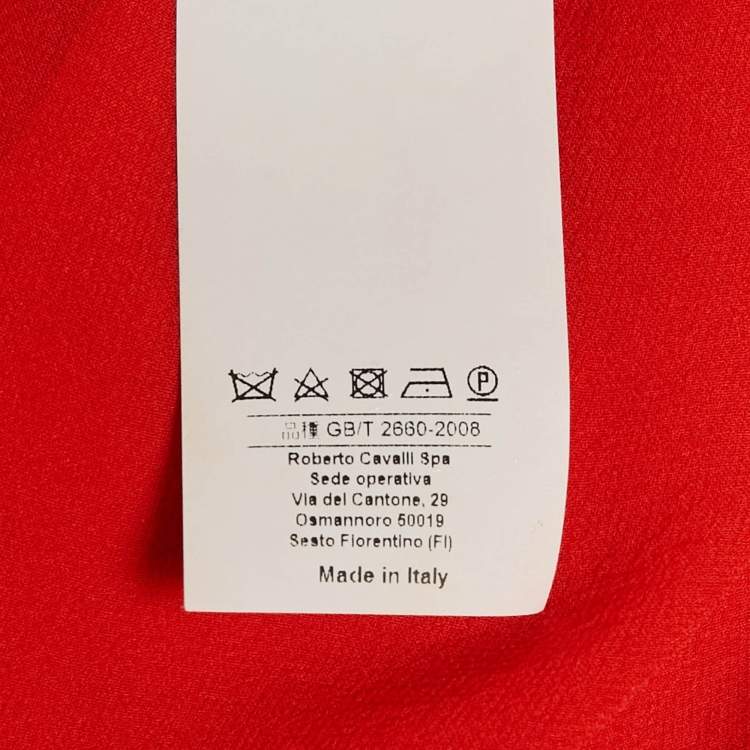 P
品種 GB/T 2660-2008
Roberto Cavalli Spa
Sede operativa
Via del Cantone, 29
Osmannoro 50019
Sesto Fiorentino (FI)
Made in Italy